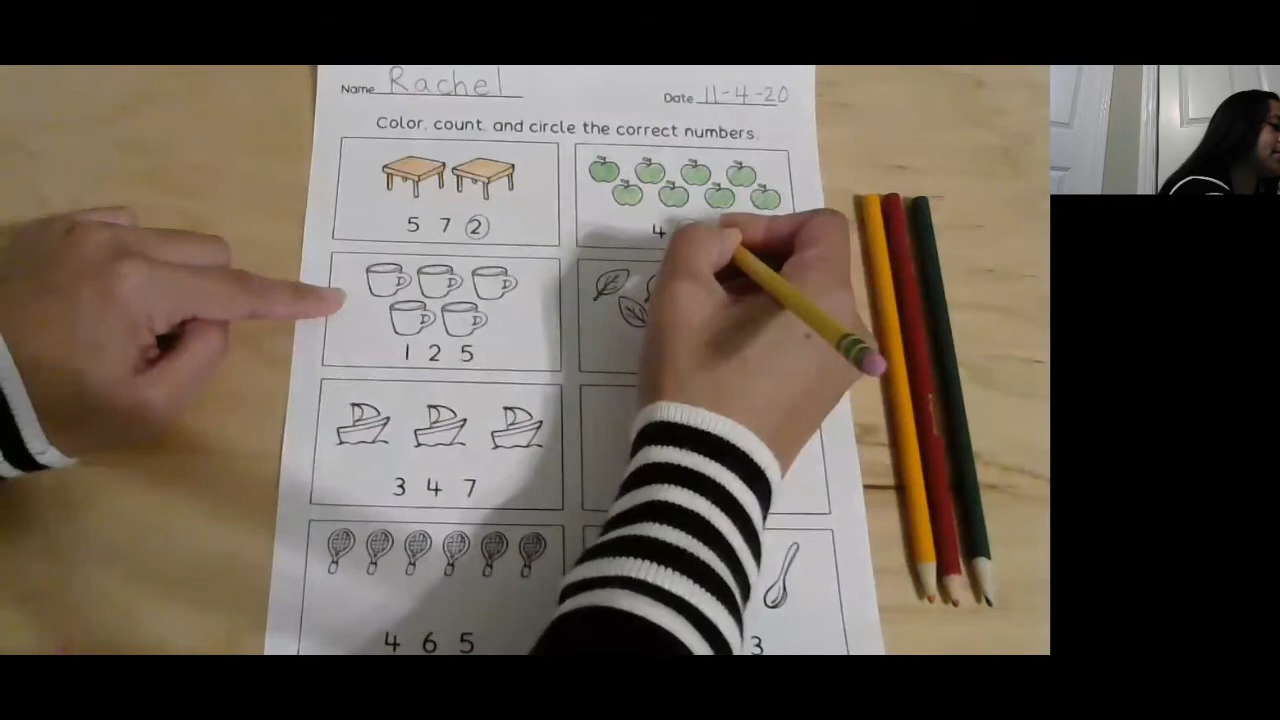 Name Rachel
Date 11-4-20
Color, count, and circle the correct numbers.
5 7 2
4
1 2 5
3 4 7
4 6 5
3